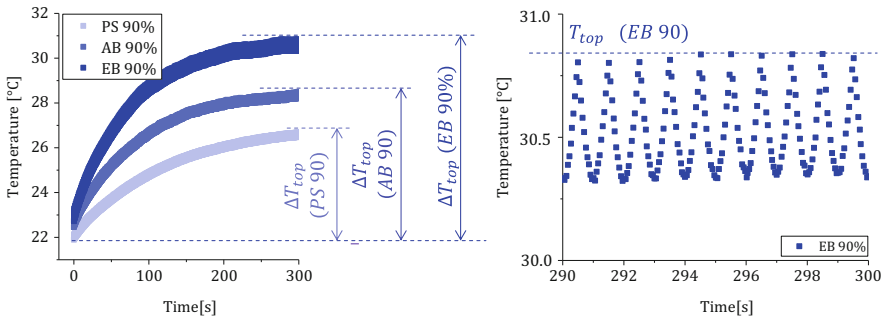 32
30
28
26
24
22
Temperature [°C]
PS 90%
AB 90%
EB 90%
ΔT_top
(PS 90)
ΔT_top
(AB 90)
ΔT_top (EB 90%)
0
100
200
300
Time[s]
31.0
30.5
30.0
Temperature [°C]
T_top (EB 90)
EB 90%
290
292
294
296
298
300
Time[s]